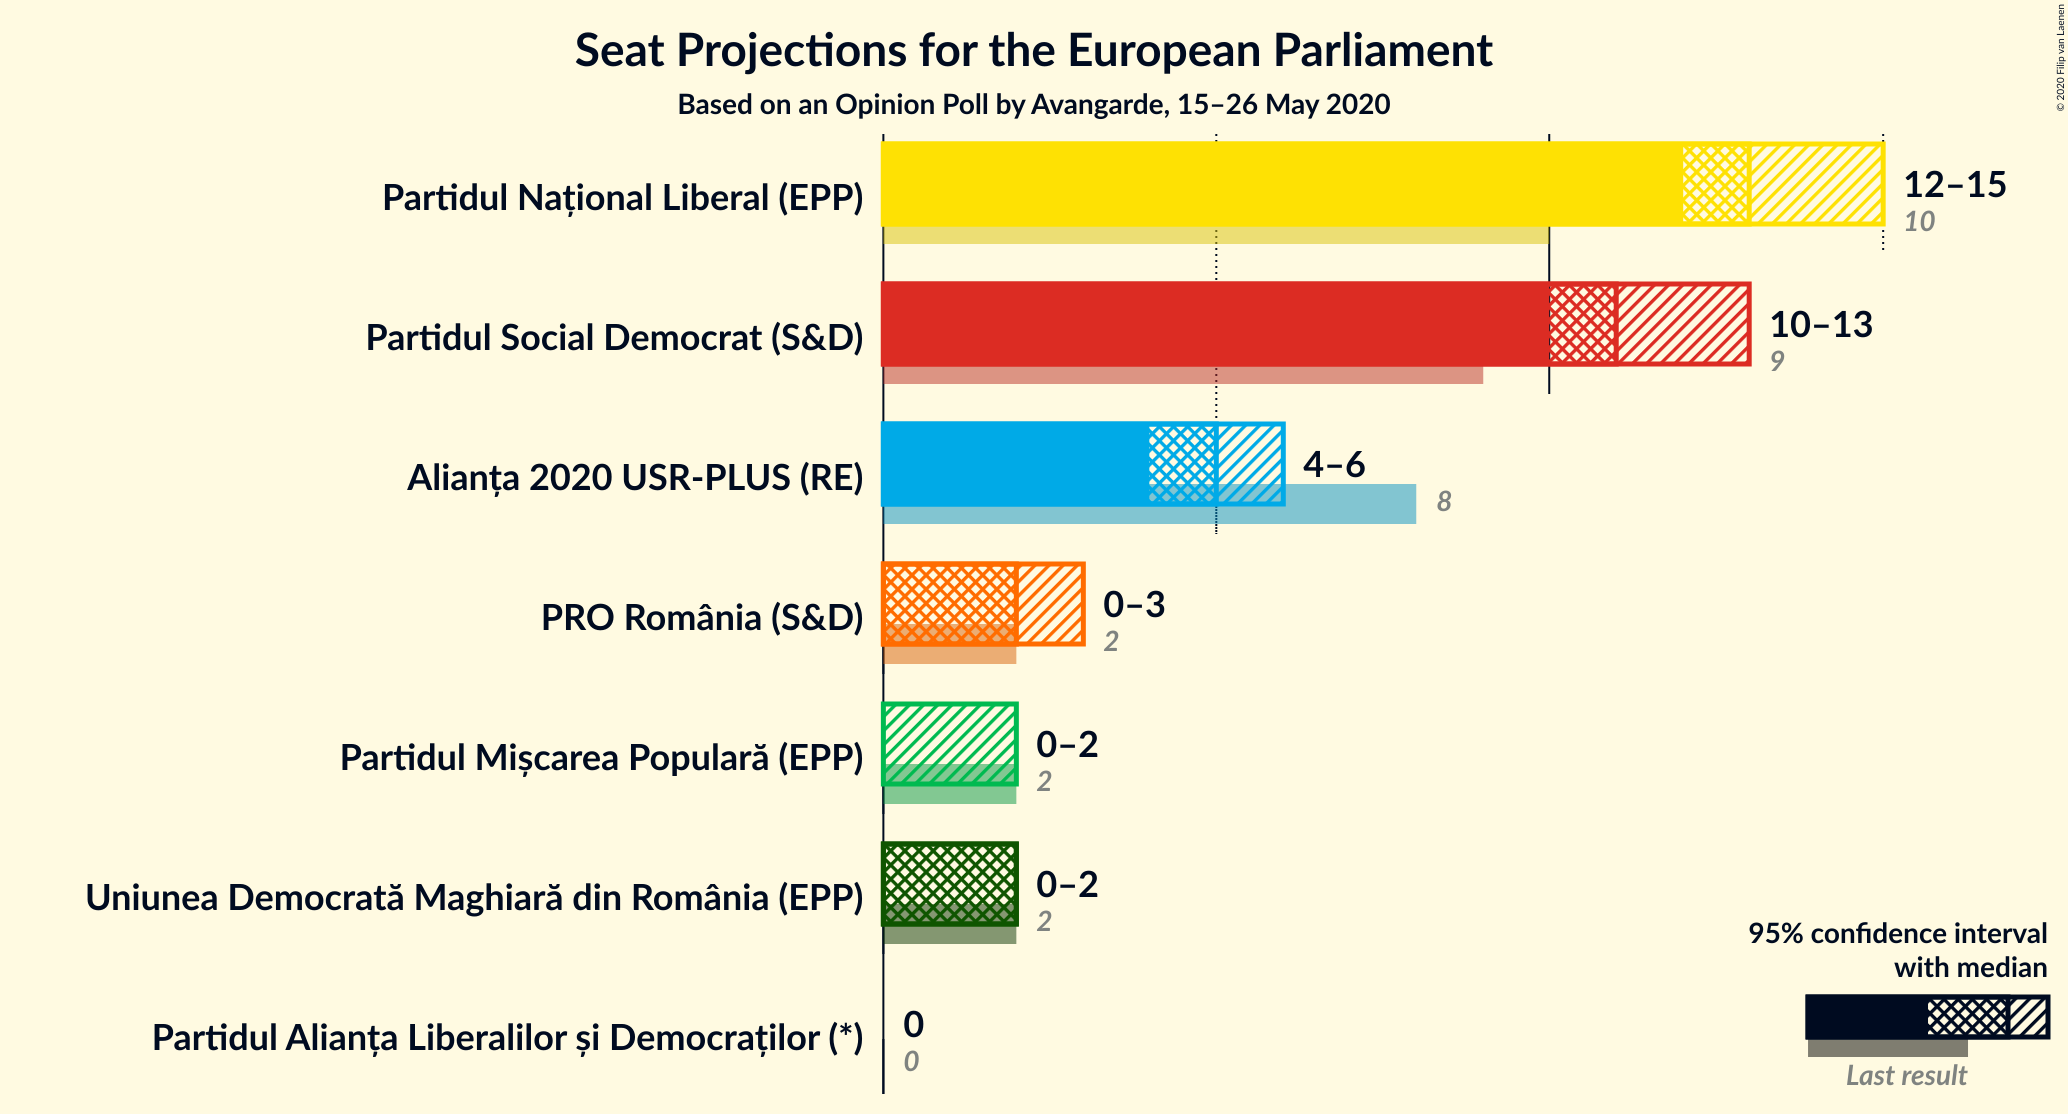 Seat Projections for the European Parliament
Based on an Opinion Poll by Avangarde, 15–26 May 2020
© 2020 Filip van Laenen
Partidul Național Liberal (EPP)
12–15
10
Partidul Social Democrat (S&D)
10–13
9
Alianța 2020 USR-PLUS (RE)
4–6
8
PRO România (S&D)
0–3
2
Partidul Mișcarea Populară (EPP)
0–2
2
Uniunea Democrată Maghiară din România (EPP)
0–2
2
Partidul Alianța Liberalilor și Democraților (*)
0
0
95% confidence interval
with median
Last result